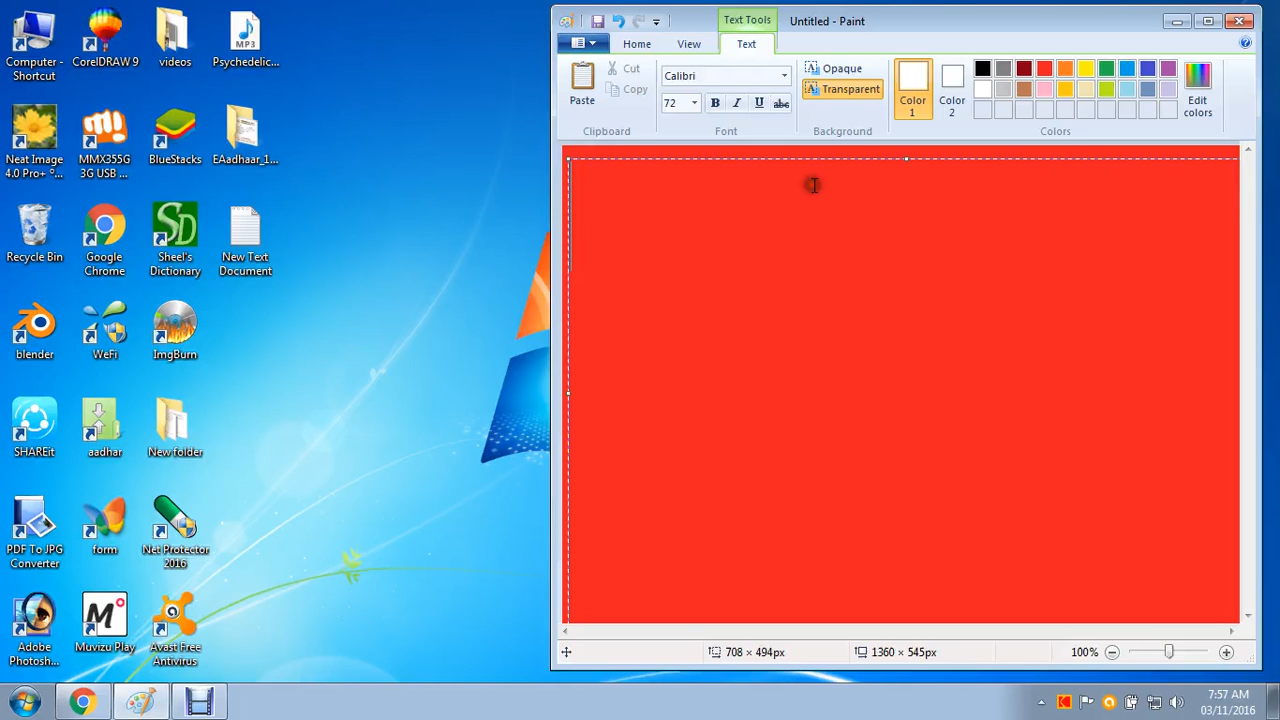 Computer - Shortcut
CorelDRAW 9
videos
Psychedelic...
Neat Image 4.0 Pro+ ...
MMX355G 3G USB ...
BlueStacks
EAadhaar_1...
Recycle Bin
Google Chrome
Sheel's Dictionary
New Text Document
blender
WeFi
ImgBurn
SHAREit
aadhar
New folder
PDF To JPG Converter
form
Net Protector 2016
Adobe Photosh...
Muvizu Play
Avast Free Antivirus
MP3
Text Tools
Untitled - Paint
Home
View
Text
Paste
Cut
Copy
Clipboard
Calibri
72
B I U abc
Font
Opaque
Transparent
Background
Color 1
Color 2
Edit colors
Colors
708 × 494px
1360 × 545px
100%
7:57 AM
03/11/2016